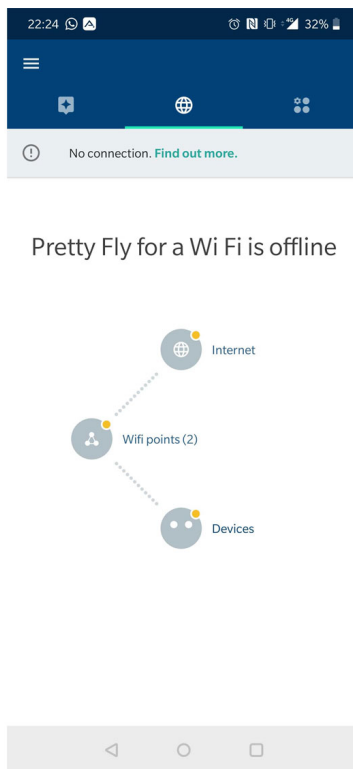 22:24 4G 32%
No connection. Find out more.
Pretty Fly for a Wi Fi is offline
Internet
Wifi points (2)
Devices